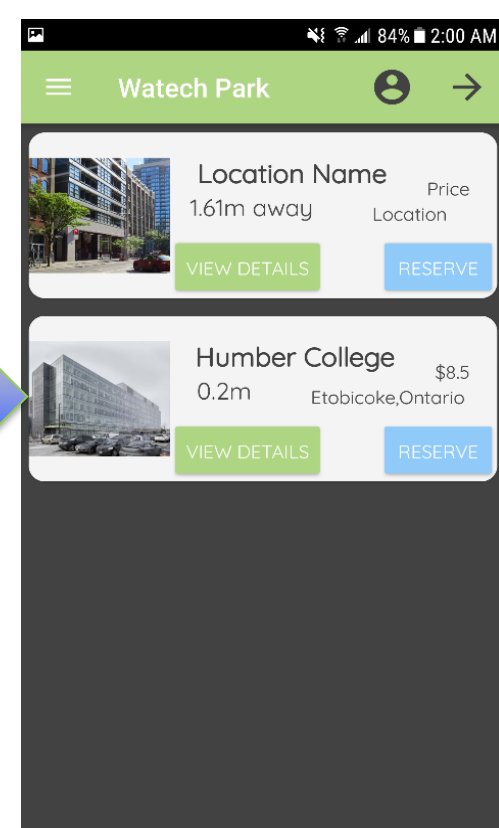 84% 2:00 AM
Watech Park
Location Name
Price
1.61m away
Location
VIEW DETAILS
RESERVE
Humber College
$8.5
0.2m
Etobicoke,Ontario
VIEW DETAILS
RESERVE